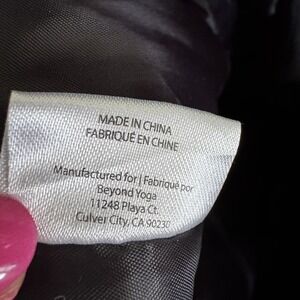 MADE IN CHINA
FABRIQUÉ EN CHINE
Manufactured for | Fabriqué por
Beyond Yoga
11248 Playa Ct.
Culver City, CA 90230